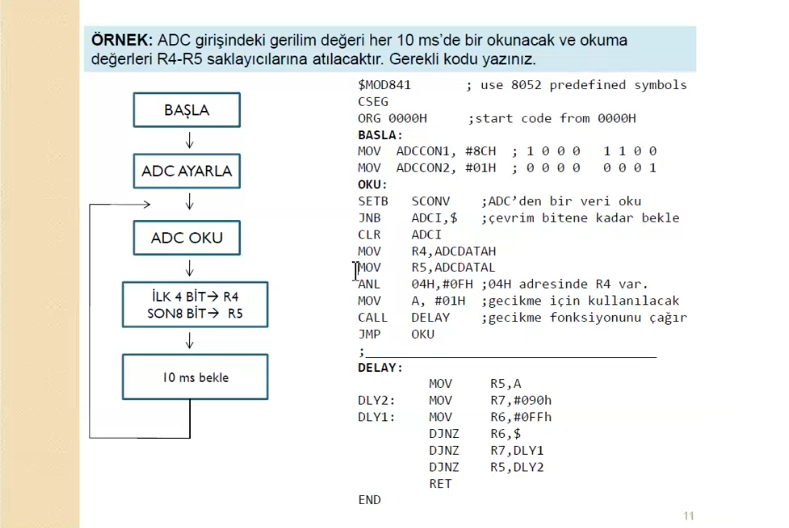 ÖRNEK: ADC girişindeki gerilim değeri her 10 ms'de bir okunacak ve okuma
değerleri R4-R5 saklayıcılarına atılacaktır. Gerekli kodu yazınız.
BAŞLA
ADC AYARLA
ADC OKU
İLK 4 BİT→ R4
SON8 BİT→ R5
10 ms bekle
$MOD841 ; use 8052 predefined symbols
CSEG
ORG 0000H ;start code from 0000H
BASLA:
MOV ADCCON1, #8CH ; 1 0 0 0 1 1 0 0
MOV ADCCON2, #01H ; 0 0 0 0 0 0 0 1
OKU:
SETB SCONV ;ADC'den bir veri oku
JNB ADCI,$ ;çevrim bitene kadar bekle
CLR ADCI
MOV R4,ADCDATAH
MOV R5,ADCDATAL
ANL 04H,#0FH ;04H adresinde R4 var.
MOV A, #01H ;gecikme için kullanılacak
CALL DELAY ;gecikme fonksiyonunu çağır
JMP OKU
;______________________________________
DELAY:
MOV R5,A
DLY2: MOV R7,#090h
DLY1: MOV R6,#0FFh
DJNZ R6,$
DJNZ R7,DLY1
DJNZ R5,DLY2
RET
END
11